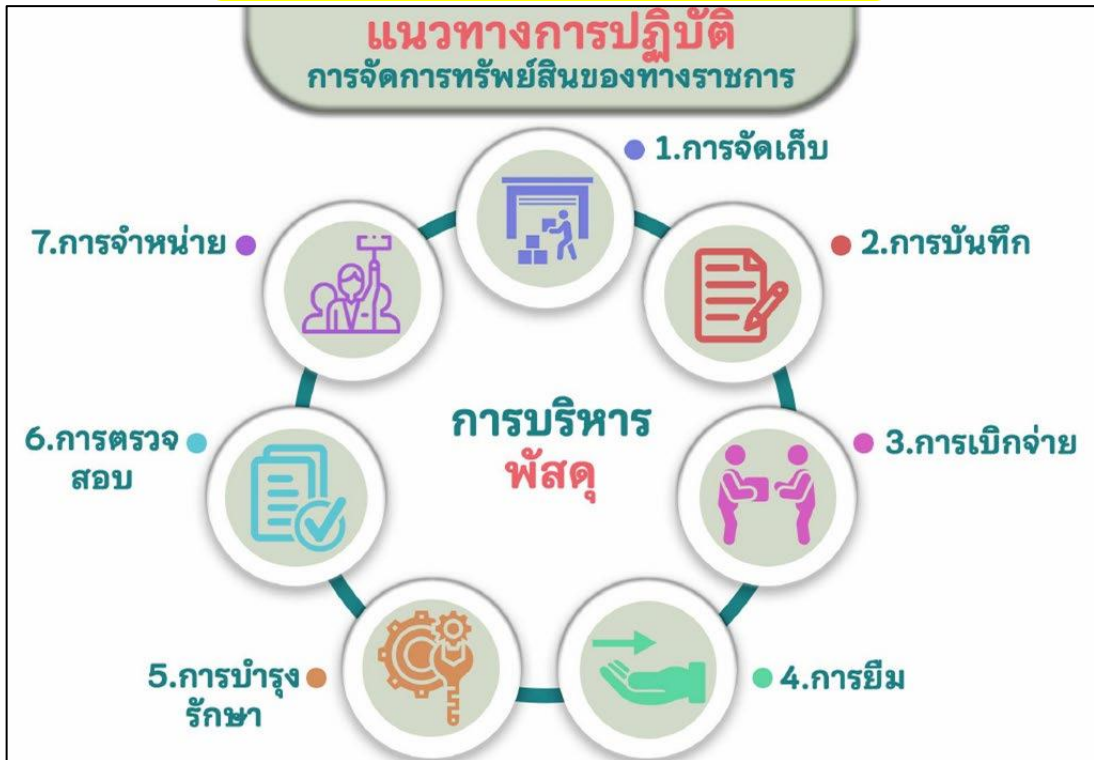 แนวทางการปฏิบัติ
การจัดการทรัพย์สินของทางราชการ
1.การจัดเก็บ
2.การบันทึก
3.การเบิกจ่าย
4.การยืม
5.การบำรุง
รักษา
6.การตรวจ
สอบ
7.การจำหน่าย
การบริหาร
พัสดุ